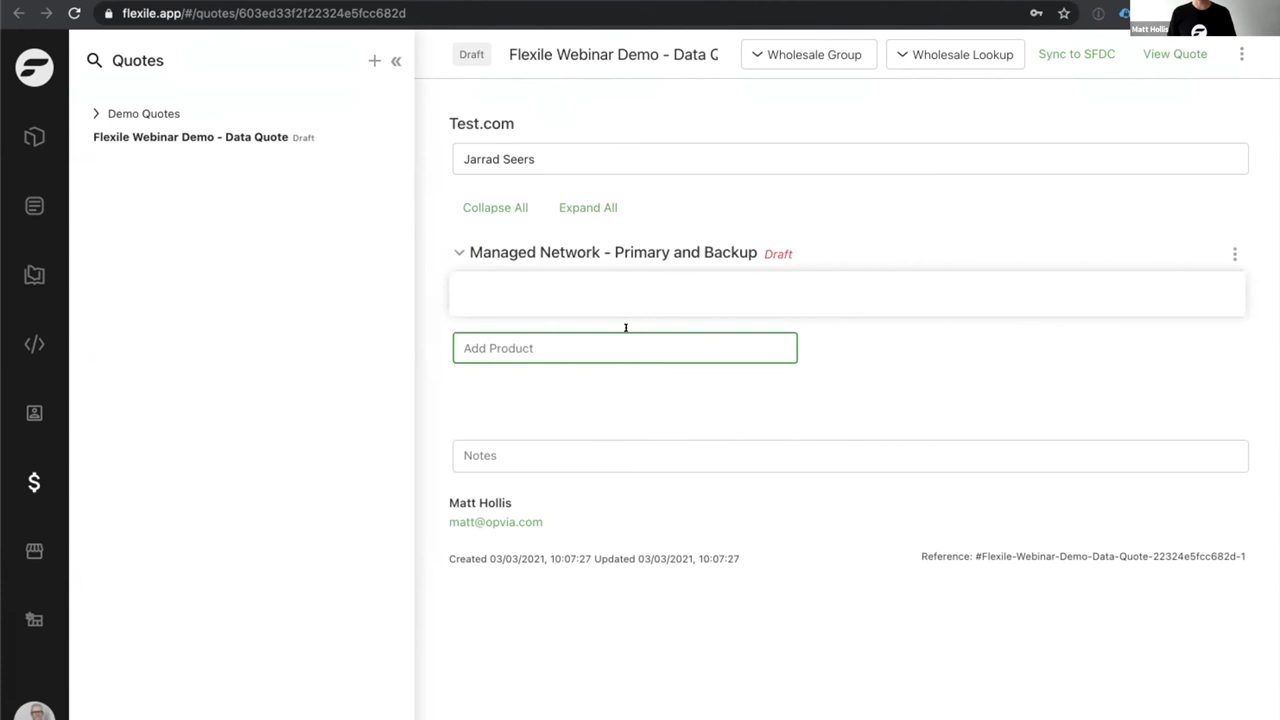 flexile.app/#/quotes/603ed33f2f22324e5fcc682d
Matt Hollis
Quotes
Demo Quotes
Flexile Webinar Demo - Data Quote Draft
Draft
Flexile Webinar Demo - Data Q
Wholesale Group
Wholesale Lookup
Sync to SFDC
View Quote
Test.com
Jarrad Seers
Collapse All
Expand All
Managed Network - Primary and Backup Draft
Add Product
Notes
Matt Hollis
matt@opvia.com
Created 03/03/2021, 10:07:27 Updated 03/03/2021, 10:07:27
Reference: #Flexile-Webinar-Demo-Data-Quote-22324e5fcc682d-1